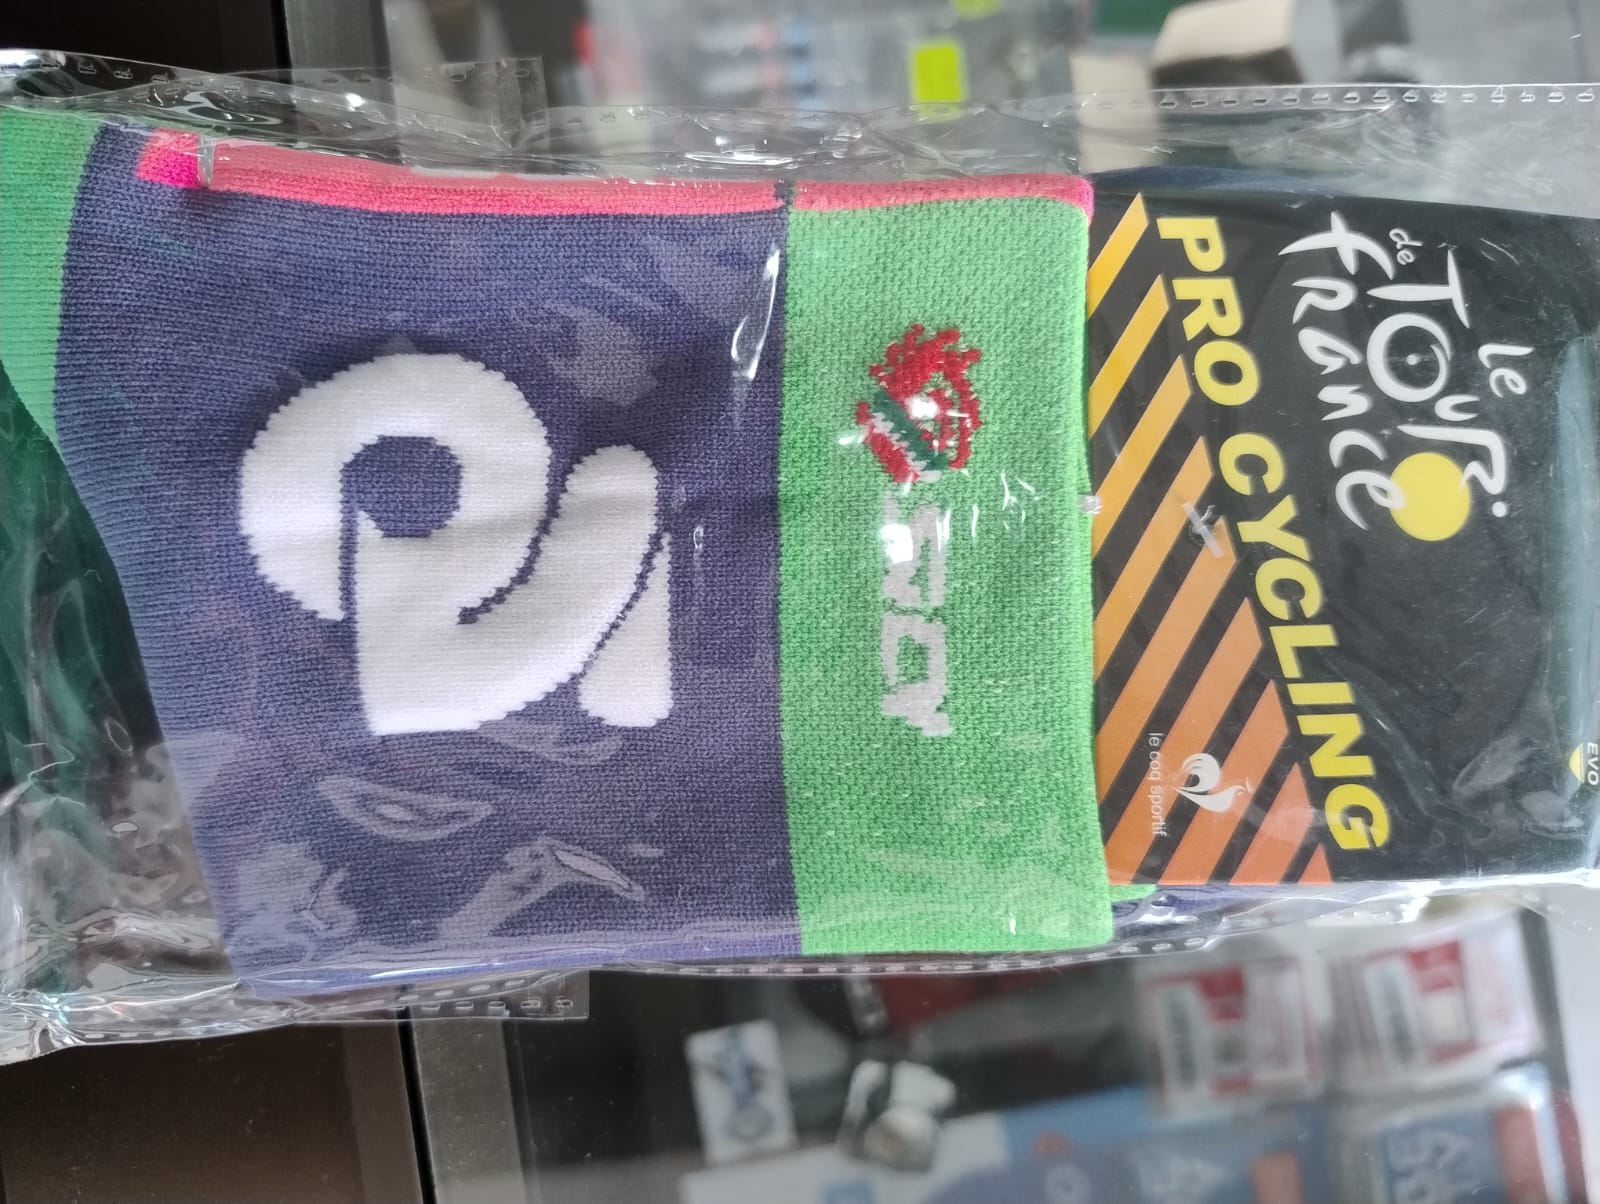 Le
Tour
de
France
PRO CYCLING
le coq sportif
EVO